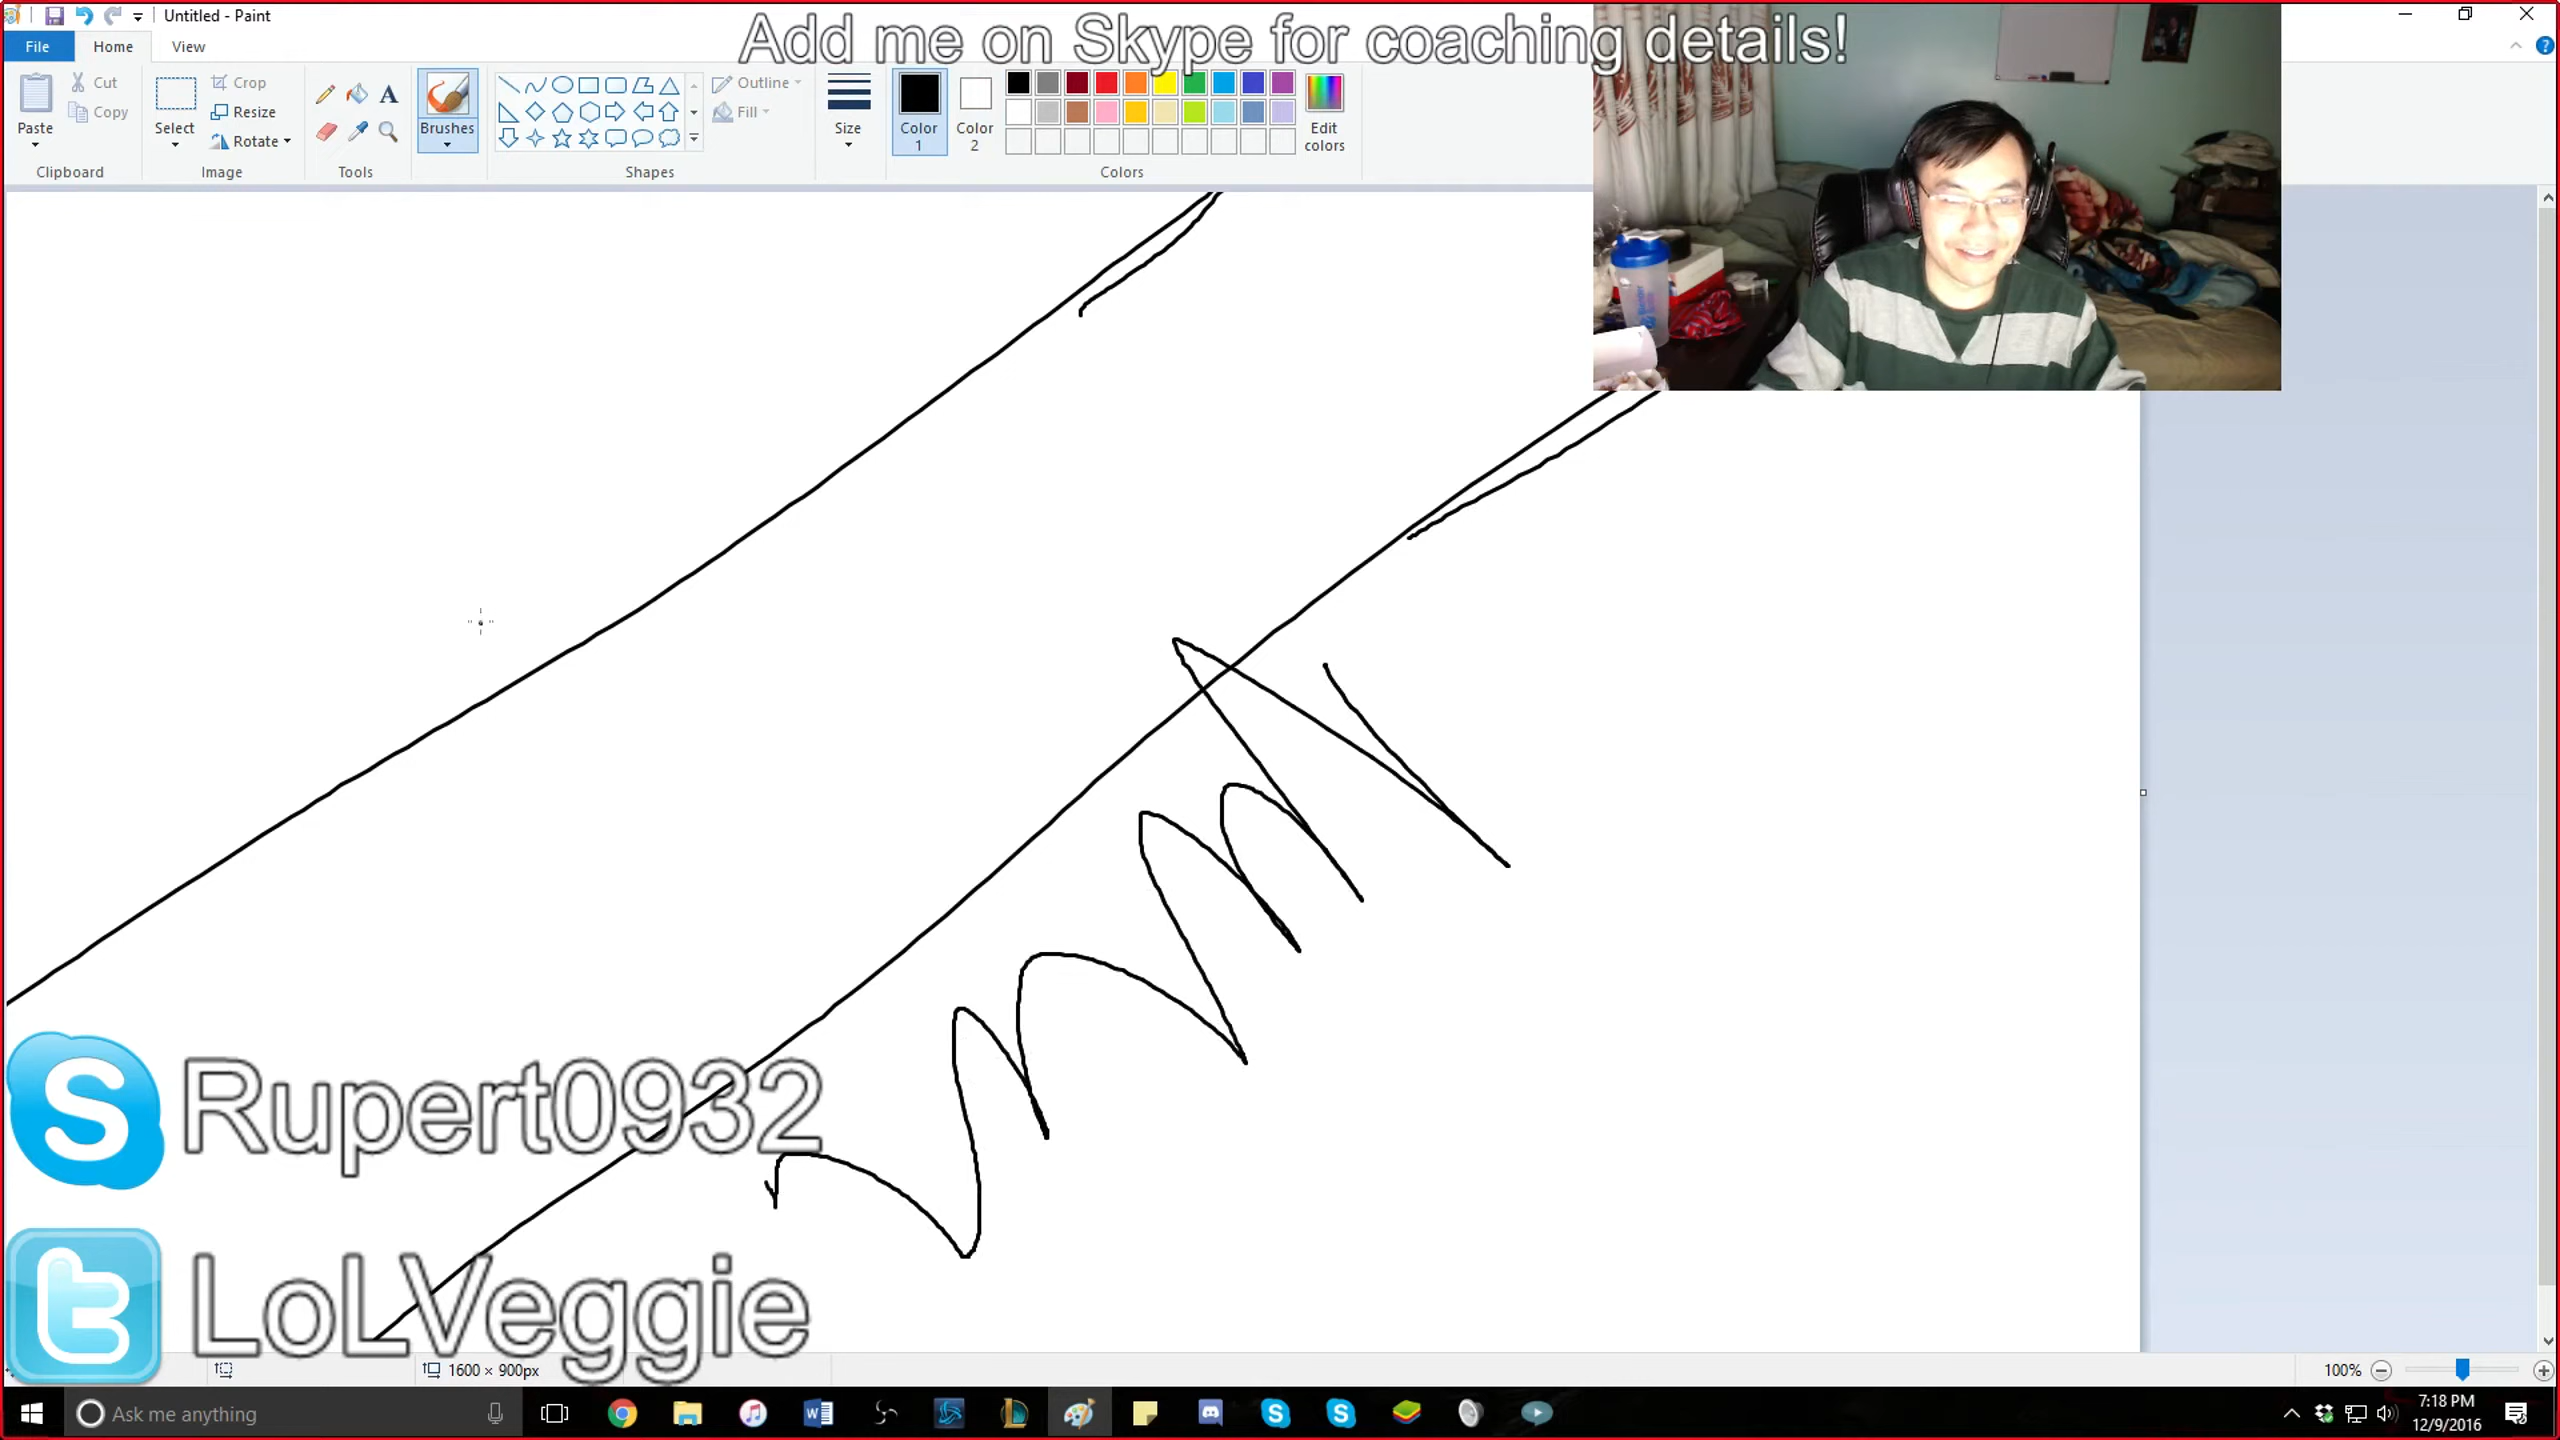 Untitled - Paint
Add me on Skype for coaching details!
File Home View
Paste
Cut
Copy
Clipboard
Select
Crop
Resize
Rotate
Image
A
Tools
Brushes
Outline
Fill
Shapes
Size
Color 1
Color 2
Edit colors
Colors
S Rupert0932
t LoLVeggie
1600 × 900px
100%
Ask me anything
7:18 PM
12/9/2016